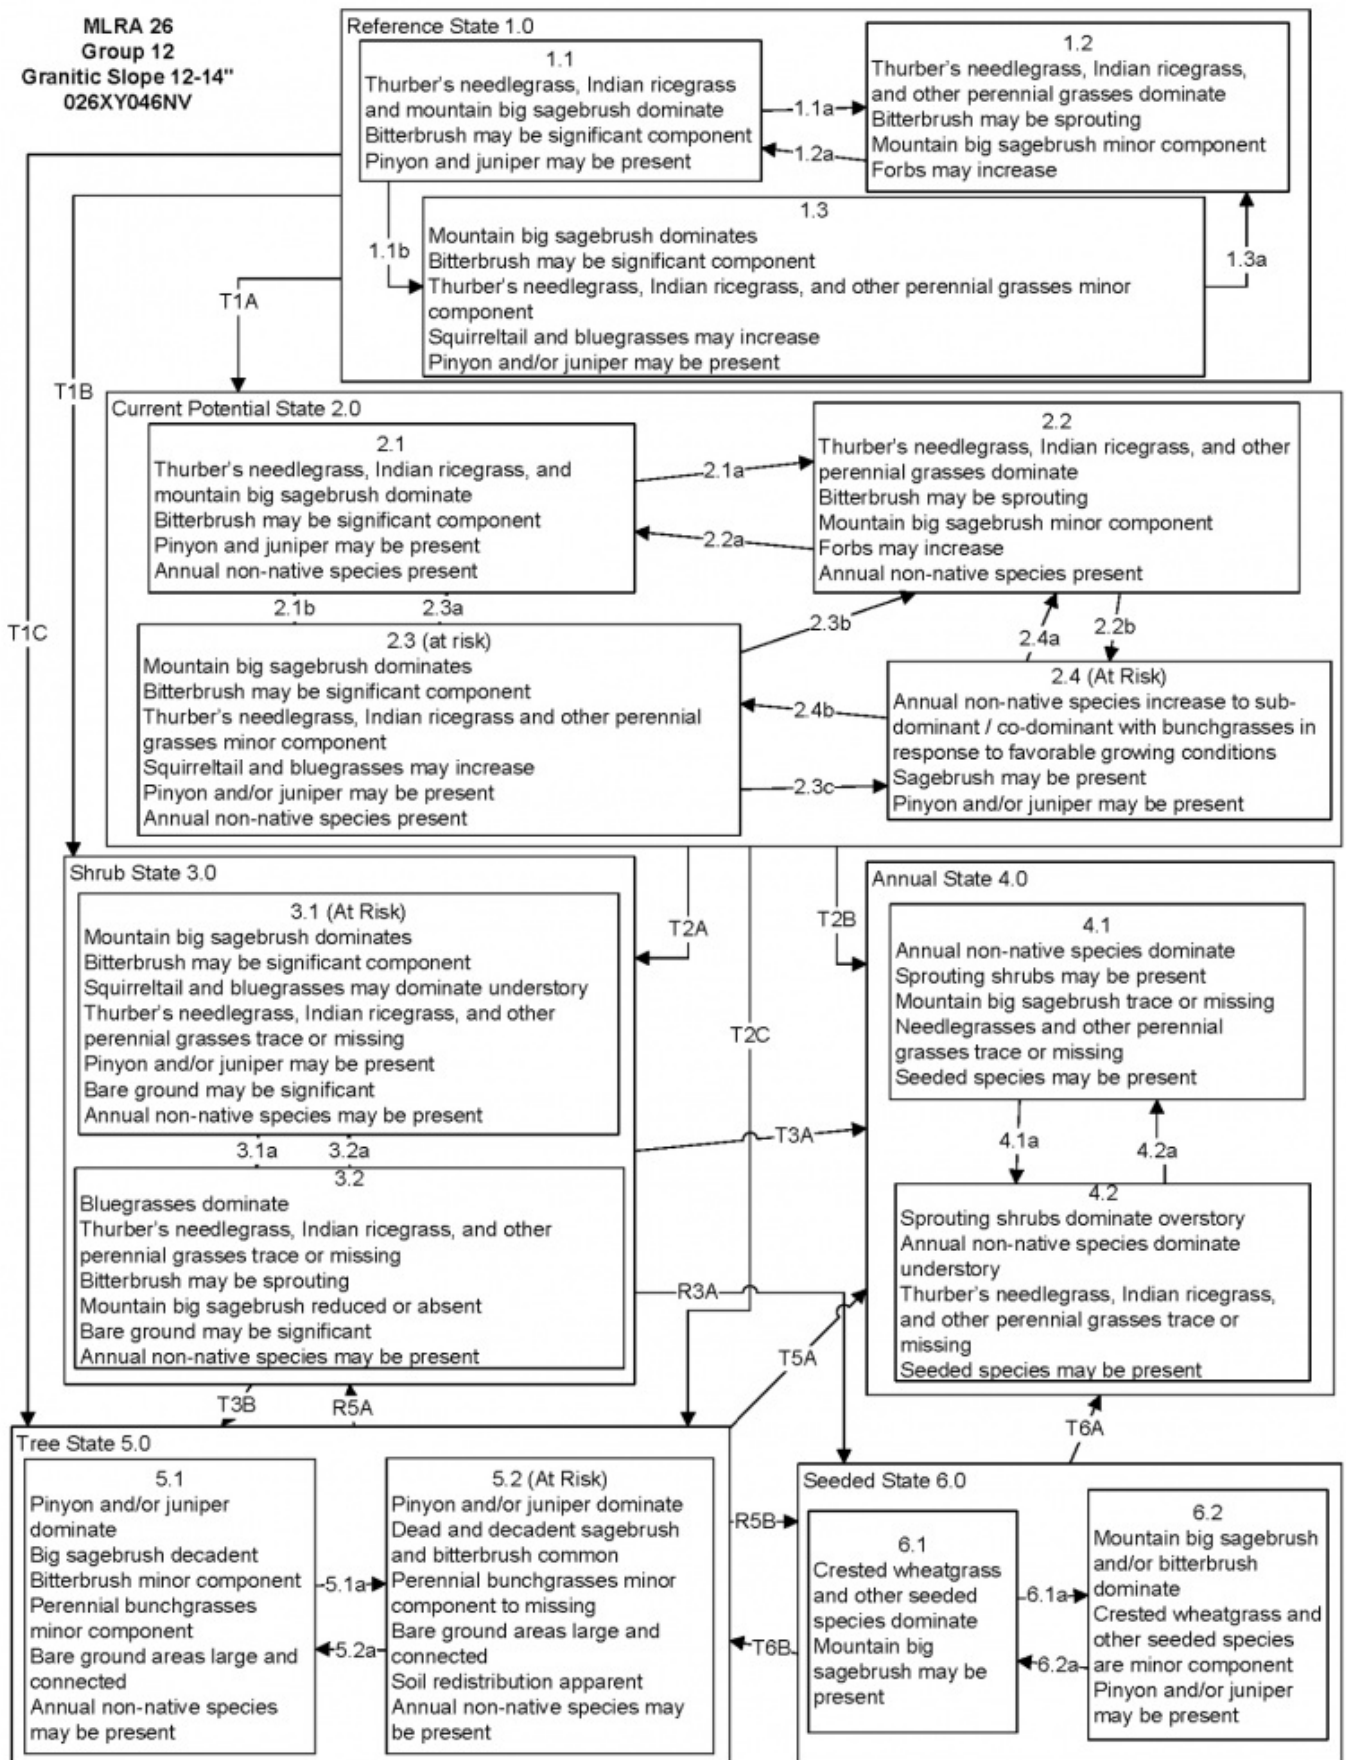 MLRA 26
Group 12
Granitic Slope 12-14"
026XY046NV
Reference State 1.0
1.1
Thurber's needlegrass, Indian ricegrass
and mountain big sagebrush dominate
Bitterbrush may be significant component
Pinyon and juniper may be present
1.1a
1.2a
1.2
Thurber's needlegrass, Indian ricegrass,
and other perennial grasses dominate
Bitterbrush may be sprouting
Mountain big sagebrush minor component
Forbs may increase
1.1b
1.3
Mountain big sagebrush dominates
Bitterbrush may be significant component
Thurber's needlegrass, Indian ricegrass, and other perennial grasses minor
component
Squirreltail and bluegrasses may increase
Pinyon and/or juniper may be present
1.3a
T1A
T1B
T1C
Current Potential State 2.0
2.1
Thurber's needlegrass, Indian ricegrass, and
mountain big sagebrush dominate
Bitterbrush may be significant component
Pinyon and juniper may be present
Annual non-native species present
2.1a
2.2a
2.2
Thurber's needlegrass, Indian ricegrass, and other
perennial grasses dominate
Bitterbrush may be sprouting
Mountain big sagebrush minor component
Forbs may increase
Annual non-native species present
2.1b
2.3a
2.3b
2.4a
2.2b
2.3 (at risk)
Mountain big sagebrush dominates
Bitterbrush may be significant component
Thurber's needlegrass, Indian ricegrass and other perennial
grasses minor component
Squirreltail and bluegrasses may increase
Pinyon and/or juniper may be present
Annual non-native species present
2.4b
2.3c
2.4 (At Risk)
Annual non-native species increase to sub-
dominant / co-dominant with bunchgrasses in
response to favorable growing conditions
Sagebrush may be present
Pinyon and/or juniper may be present
T2A
T2B
T2C
Shrub State 3.0
3.1 (At Risk)
Mountain big sagebrush dominates
Bitterbrush may be significant component
Squirreltail and bluegrasses may dominate understory
Thurber's needlegrass, Indian ricegrass, and other
perennial grasses trace or missing
Pinyon and/or juniper may be present
Bare ground may be significant
Annual non-native species may be present
3.1a
3.2a
3.2
Bluegrasses dominate
Thurber's needlegrass, Indian ricegrass, and other
perennial grasses trace or missing
Bitterbrush may be sprouting
Mountain big sagebrush reduced or absent
Bare ground may be significant
Annual non-native species may be present
T3A
R3A
T5A
Annual State 4.0
4.1
Annual non-native species dominate
Sprouting shrubs may be present
Mountain big sagebrush trace or missing
Needlegrasses and other perennial
grasses trace or missing
Seeded species may be present
4.1a
4.2a
4.2
Sprouting shrubs dominate overstory
Annual non-native species dominate
understory
Thurber's needlegrass, Indian ricegrass,
and other perennial grasses trace or
missing
Seeded species may be present
T3B
R5A
T6A
Tree State 5.0
5.1
Pinyon and/or juniper
dominate
Big sagebrush decadent
Bitterbrush minor component
Perennial bunchgrasses
minor component
Bare ground areas large and
connected
Annual non-native species
may be present
5.1a
5.2a
5.2 (At Risk)
Pinyon and/or juniper dominate
Dead and decadent sagebrush
and bitterbrush common
Perennial bunchgrasses minor
component to missing
Bare ground areas large and
connected
Soil redistribution apparent
Annual non-native species may
be present
R5B
T6B
Seeded State 6.0
6.1
Crested wheatgrass
and other seeded
species dominate
Mountain big
sagebrush may be
present
6.1a
6.2a
6.2
Mountain big sagebrush
and/or bitterbrush
dominate
Crested wheatgrass and
other seeded species
are minor component
Pinyon and/or juniper
may be present